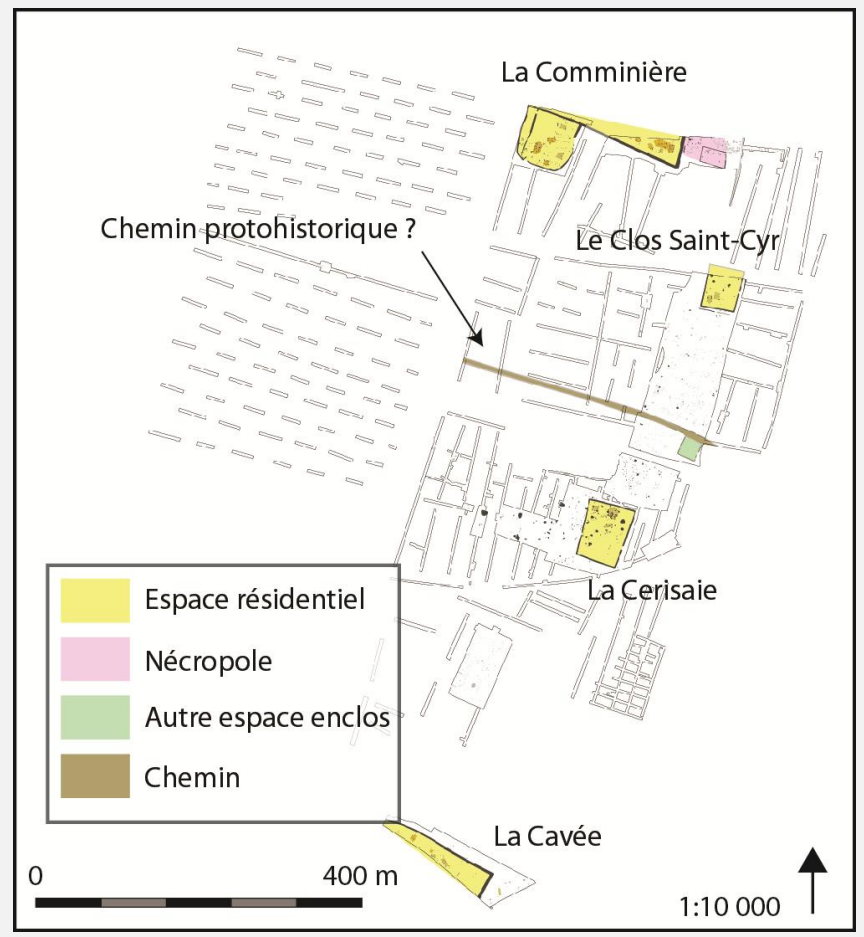 La Comminière
Chemin protohistorique ?
Le Clos Saint-Cyr
La Cerisaie
Espace résidentiel
Nécropole
Autre espace enclos
Chemin
La Cavée
0
400 m
1:10 000